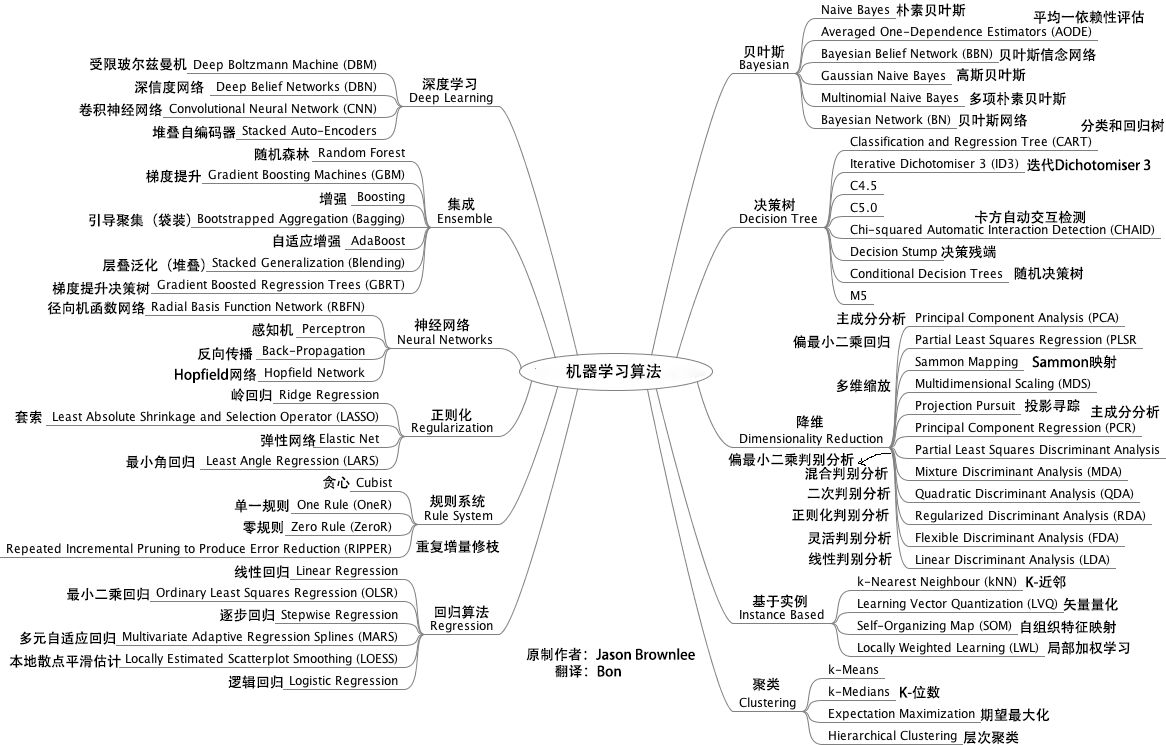 机器学习算法
受限玻尔兹曼机 Deep Boltzmann Machine (DBM)
深信度网络 Deep Belief Networks (DBN)
卷积神经网络 Convolutional Neural Network (CNN)
堆叠自编码器 Stacked Auto-Encoders
深度学习
Deep Learning
随机森林 Random Forest
梯度提升 Gradient Boosting Machines (GBM)
增强 Boosting
引导聚集（袋装） Bootstrapped Aggregation (Bagging)
自适应增强 AdaBoost
层叠泛化（堆叠） Stacked Generalization (Blending)
梯度提升决策树 Gradient Boosted Regression Trees (GBRT)
集成
Ensemble
径向机函数网络 Radial Basis Function Network (RBFN)
感知机 Perceptron
反向传播 Back-Propagation
Hopfield网络 Hopfield Network
神经网络
Neural Networks
岭回归 Ridge Regression
套索 Least Absolute Shrinkage and Selection Operator (LASSO)
弹性网络 Elastic Net
最小角回归 Least Angle Regression (LARS)
正则化
Regularization
贪心 Cubist
单一规则 One Rule (OneR)
零规则 Zero Rule (ZeroR)
Repeated Incremental Pruning to Produce Error Reduction (RIPPER) 重复增量修枝
规则系统
Rule System
线性回归 Linear Regression
最小二乘回归 Ordinary Least Squares Regression (OLSR)
逐步回归 Stepwise Regression
多元自适应回归 Multivariate Adaptive Regression Splines (MARS)
本地散点平滑估计 Locally Estimated Scatterplot Smoothing (LOESS)
逻辑回归 Logistic Regression
回归算法
Regression
贝叶斯
Bayesian
Naive Bayes 朴素贝叶斯
平均一依赖性评估
Averaged One-Dependence Estimators (AODE)
Bayesian Belief Network (BBN) 贝叶斯信念网络
Gaussian Naive Bayes 高斯贝叶斯
Multinomial Naive Bayes 多项朴素贝叶斯
Bayesian Network (BN) 贝叶斯网络
决策树
Decision Tree
分类和回归树
Classification and Regression Tree (CART)
Iterative Dichotomiser 3 (ID3) 迭代Dichotomiser 3
C4.5
C5.0
卡方自动交互检测
Chi-squared Automatic Interaction Detection (CHAID)
Decision Stump 决策残端
Conditional Decision Trees 随机决策树
M5
降维
Dimensionality Reduction
主成分分析 Principal Component Analysis (PCA)
偏最小二乘回归 Partial Least Squares Regression (PLSR
Sammon Mapping Sammon映射
多维缩放 Multidimensional Scaling (MDS)
Projection Pursuit 投影寻踪
主成分分析
Principal Component Regression (PCR)
Partial Least Squares Discriminant Analysis
偏最小二乘判别分析
混合判别分析 Mixture Discriminant Analysis (MDA)
二次判别分析 Quadratic Discriminant Analysis (QDA)
正则化判别分析 Regularized Discriminant Analysis (RDA)
灵活判别分析 Flexible Discriminant Analysis (FDA)
线性判别分析 Linear Discriminant Analysis (LDA)
基于实例
Instance Based
k-Nearest Neighbour (kNN) K-近邻
Learning Vector Quantization (LVQ) 矢量量化
Self-Organizing Map (SOM) 自组织特征映射
Locally Weighted Learning (LWL) 局部加权学习
聚类
Clustering
k-Means
k-Medians K-位数
Expectation Maximization 期望最大化
Hierarchical Clustering 层次聚类
原制作者：Jason Brownlee
翻译：Bon